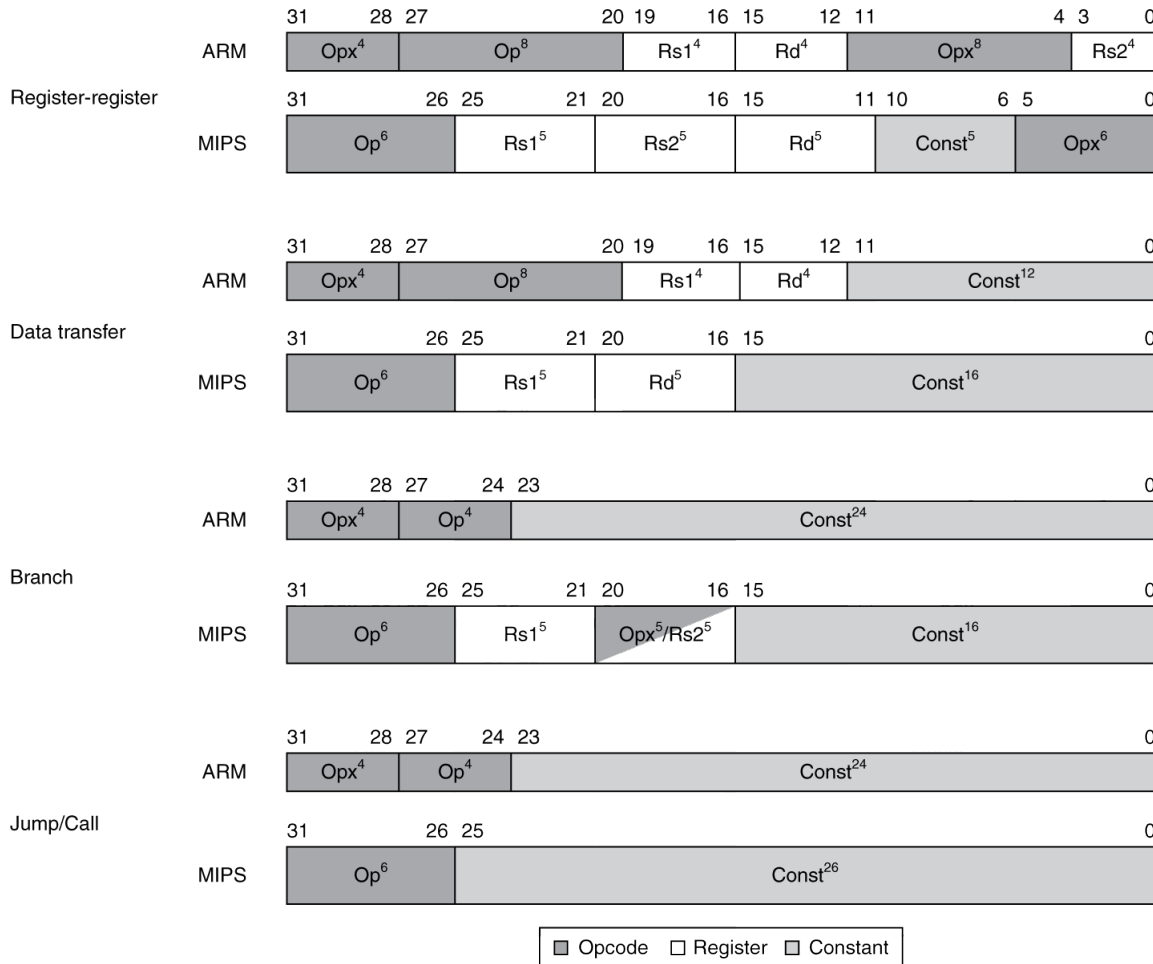 31 28 27 20 19 16 15 12 11 4 3 0
ARM Opx⁴ Op⁸ Rs1⁴ Rd⁴ Opx⁸ Rs2⁴
Register-register
31 26 25 21 20 16 15 11 10 6 5 0
MIPS Op⁶ Rs1⁵ Rs2⁵ Rd⁵ Const⁵ Opx⁶
31 28 27 20 19 16 15 12 11 0
ARM Opx⁴ Op⁸ Rs1⁴ Rd⁴ Const¹²
Data transfer
31 26 25 21 20 16 15 0
MIPS Op⁶ Rs1⁵ Rd⁵ Const¹⁶
31 28 27 24 23 0
ARM Opx⁴ Op⁴ Const²⁴
Branch
31 26 25 21 20 16 15 0
MIPS Op⁶ Rs1⁵ Opx⁵/Rs2⁵ Const¹⁶
31 28 27 24 23 0
ARM Opx⁴ Op⁴ Const²⁴
Jump/Call
31 26 25 0
MIPS Op⁶ Const²⁶
Opcode Register Constant